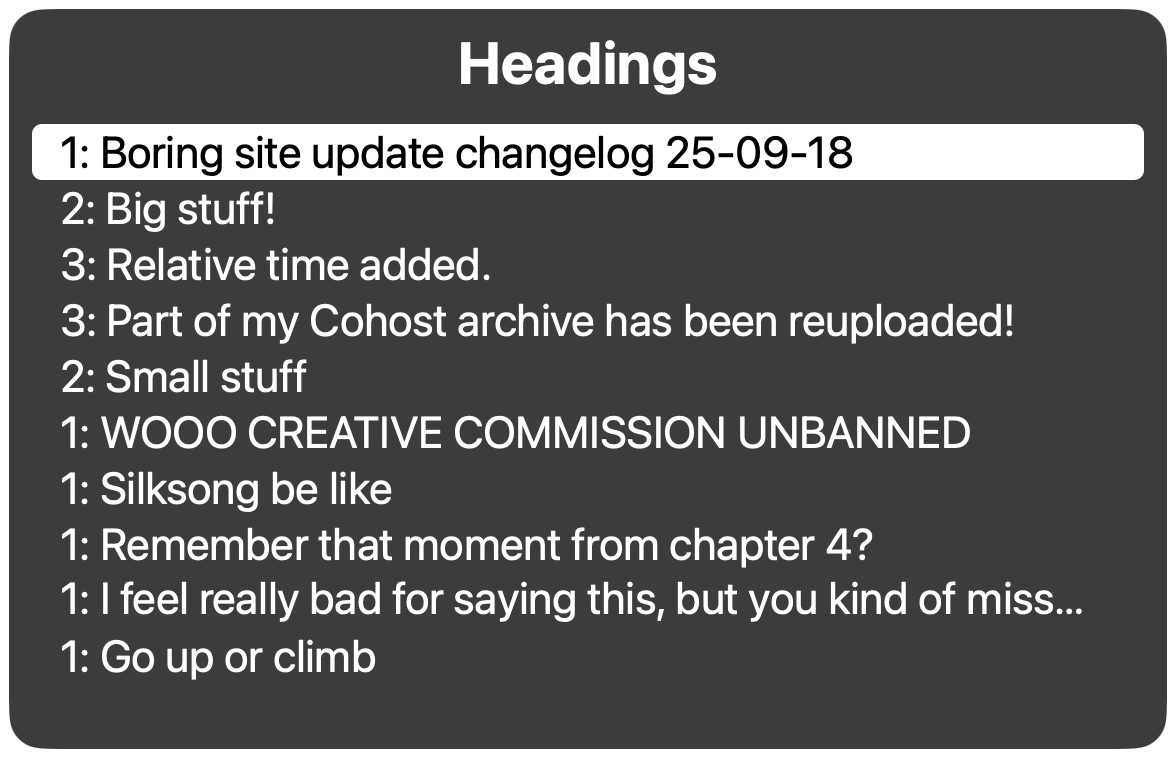 Headings
1: Boring site update changelog 25-09-18
2: Big stuff!
3: Relative time added.
3: Part of my Cohost archive has been reuploaded!
2: Small stuff
1: WOOO CREATIVE COMMISSION UNBANNED
1: Silksong be like
1: Remember that moment from chapter 4?
1: I feel really bad for saying this, but you kind of miss...
1: Go up or climb